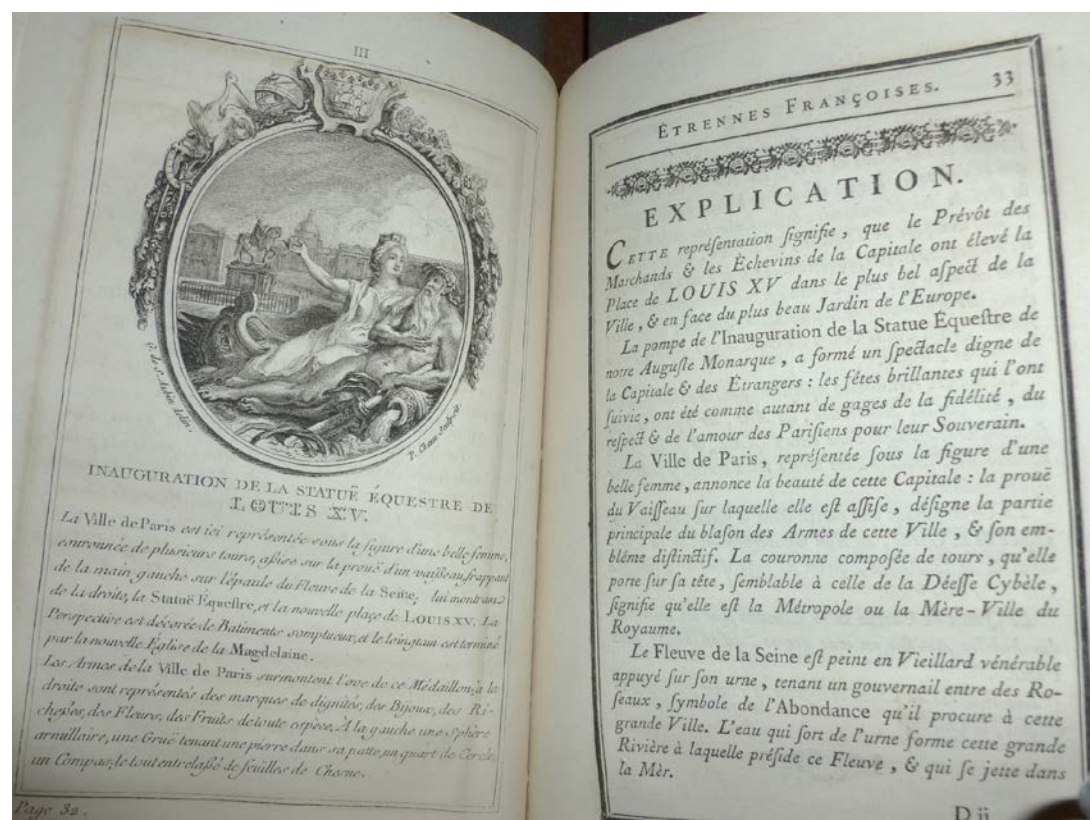 III
G. de St. Aubin delin.
P. Chenu Sculpsit.
INAUGURATION DE LA STATUË ÉQUESTRE DE
LOUIS XV.
La Ville de Paris est ici représentée sous la figure d'une belle femme,
couronnée de plusieurs tours, assise sur la prouë d'un vaisseau, frappant
de la main gauche sur l'épaule du Fleuve de la Seine, lui montrant
de la droite, la Statuë Équestre, et la nouvelle place de LOUIS XV. La
Perspective est décorée de Batiments somptueux, et le loingtain est terminé
par la nouvelle Église de la Magdelaine.
Les Armes de la Ville de Paris surmontent l'ove de ce Médaillon; à la
droite sont représentés des marques de dignités, des Bijoux, des Ri-
chesses, des Fleurs, des Fruits de toute espèce. A la gauche une Sphère
armillaire, une Gruë tenant une pierre dans sa patte, un quart de Cercle,
un Compas; le tout entrelassé de feüilles de Chesne.
Page 32.
ÉTRENNES FRANÇOISES. 33
EXPLICATION.
CETTE repréſentation ſignifie, que le Prévôt des
Marchands & les Échevins de la Capitale ont élevé la
Place de LOUIS XV dans le plus bel aſpect de la
Ville, & en face du plus beau Jardin de l'Europe.
La pompe de l'Inauguration de la Statue Équeſtre de
notre Auguſte Monarque, a formé un ſpectacle digne de
la Capitale & des Étrangers : les fêtes brillantes qui l'ont
ſuivie, ont été comme autant de gages de la fidélité, du
reſpect & de l'amour des Pariſiens pour leur Souverain.
La Ville de Paris, repréſentée ſous la figure d'une
belle femme, annonce la beauté de cette Capitale : la prouë
du Vaiſſeau ſur laquelle elle eſt aſſiſe, déſigne la partie
principale du blaſon des Armes de cette Ville, & ſon em-
blême diſtinctif. La couronne compoſée de tours, qu'elle
porte ſur ſa tête, ſemblable à celle de la Déeſſe Cybèle,
ſignifie qu'elle eſt la Métropole ou la Mère-Ville du
Royaume.
Le Fleuve de la Seine eſt peint en Vieillard vénérable
appuyé ſur ſon urne, tenant un gouvernail entre des Ro-
ſeaux, ſymbole de l'Abondance qu'il procure à cette
grande Ville. L'eau qui ſort de l'urne forme cette grande
Rivière à laquelle préſide ce Fleuve, & qui ſe jette dans
la Mèr.
D ij